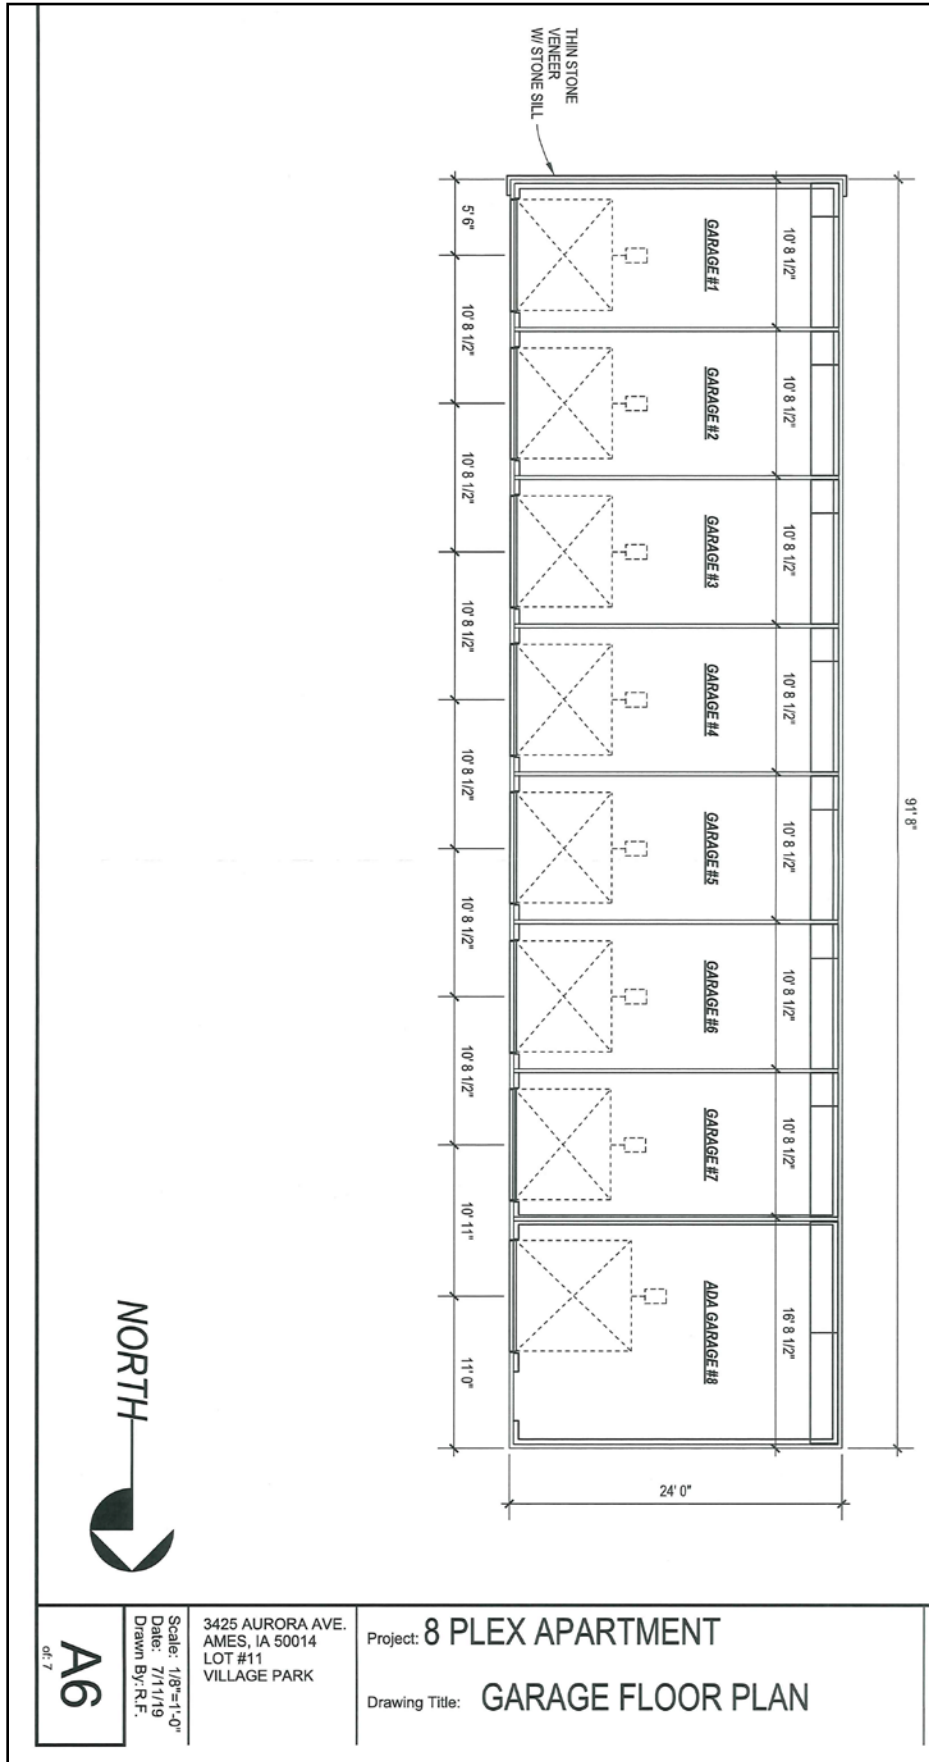 THIN STONE
VENEER
W/ STONE SILL
5' 6"
10' 8 1/2"
10' 8 1/2"
10' 8 1/2"
10' 8 1/2"
10' 8 1/2"
10' 8 1/2"
10' 11"
11' 0"
GARAGE #1
GARAGE #2
GARAGE #3
GARAGE #4
GARAGE #5
GARAGE #6
GARAGE #7
ADA GARAGE #8
10' 8 1/2"
10' 8 1/2"
10' 8 1/2"
10' 8 1/2"
10' 8 1/2"
10' 8 1/2"
10' 8 1/2"
16' 8 1/2"
91' 8"
24' 0"
NORTH
Project: 8 PLEX APARTMENT
Drawing Title: GARAGE FLOOR PLAN
3425 AURORA AVE.
AMES, IA 50014
LOT #11
VILLAGE PARK
Scale: 1/8"=1'-0"
Date: 7/11/19
Drawn By: R.F.
A6
of: 7